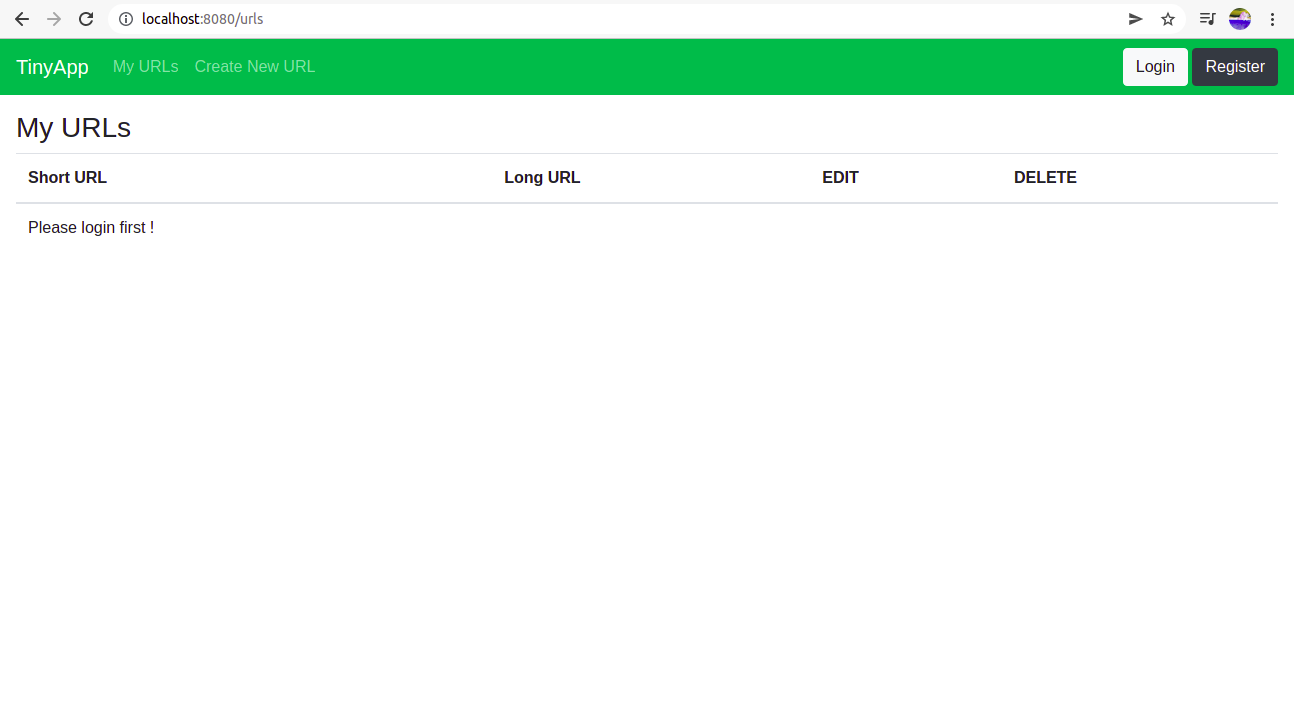 localhost:8080/urls
TinyApp My URLs Create New URL Login Register
My URLs
Short URL Long URL EDIT DELETE
Please login first !